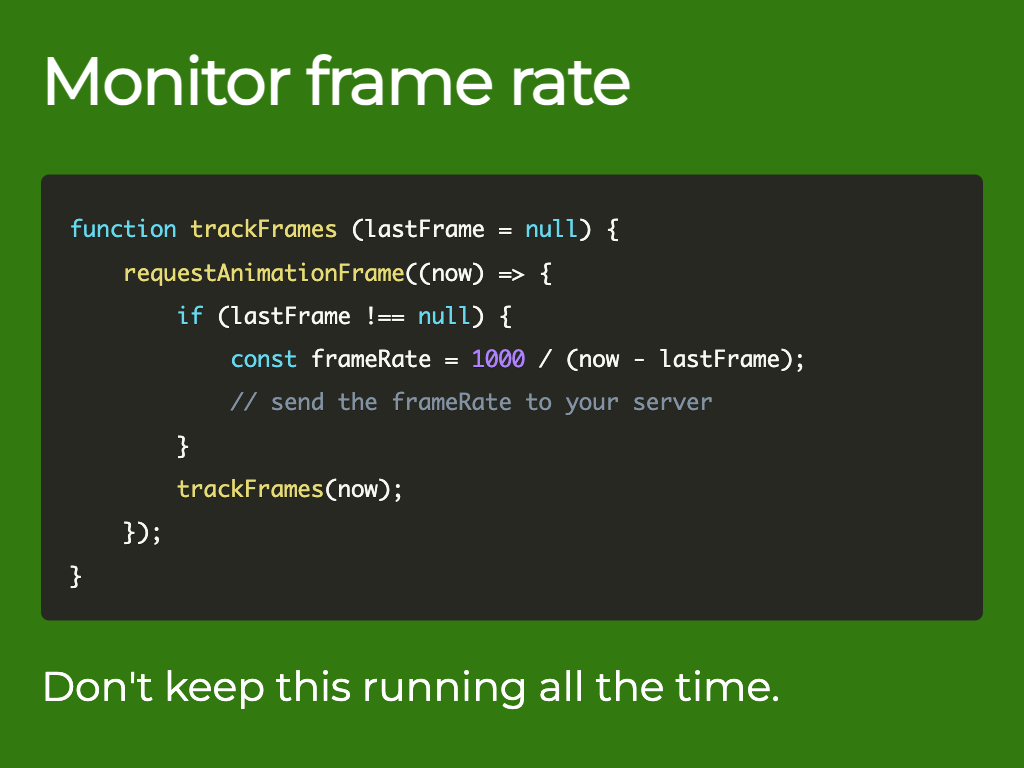 Monitor frame rate
function trackFrames (lastFrame = null) {
    requestAnimationFrame((now) => {
        if (lastFrame !== null) {
            const frameRate = 1000 / (now - lastFrame);
            // send the frameRate to your server
        }
        trackFrames(now);
    });
}
Don't keep this running all the time.